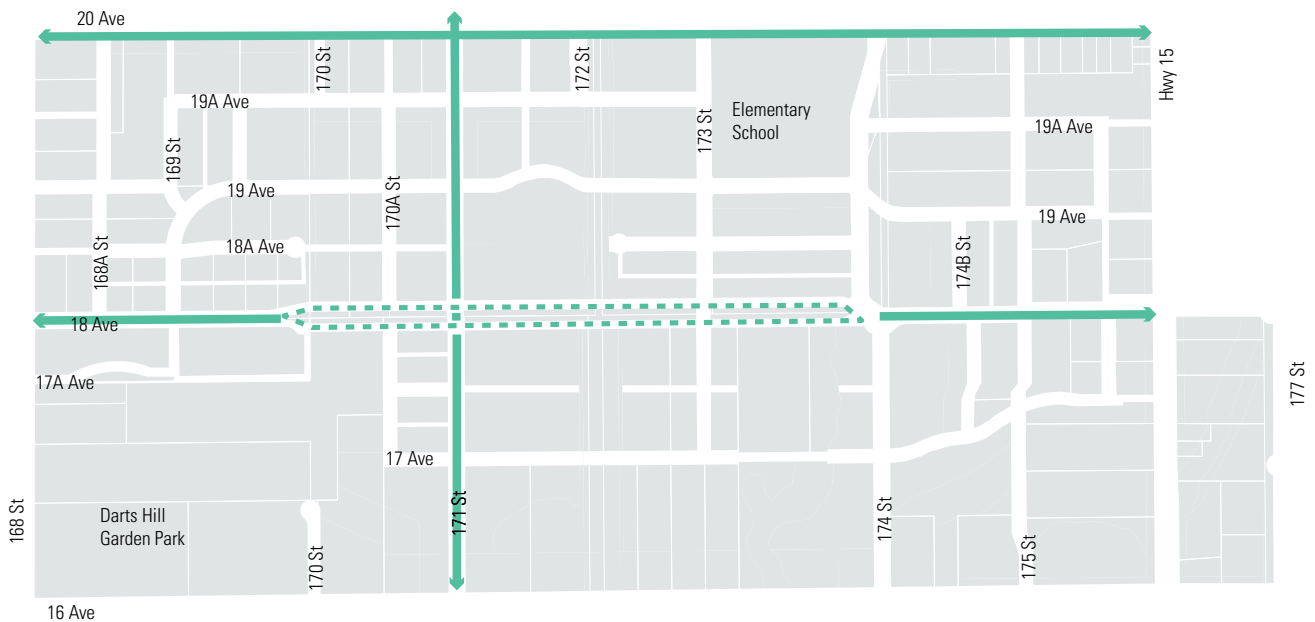 20 Ave
170 St
172 St
Hwy 15
19A Ave
Elementary
School
173 St
19A Ave
169 St
19 Ave
170A St
19 Ave
18A Ave
168A St
174B St
18 Ave
17A Ave
177 St
17 Ave
168 St
Darts Hill
Garden Park
171 St
174 St
170 St
175 St
16 Ave